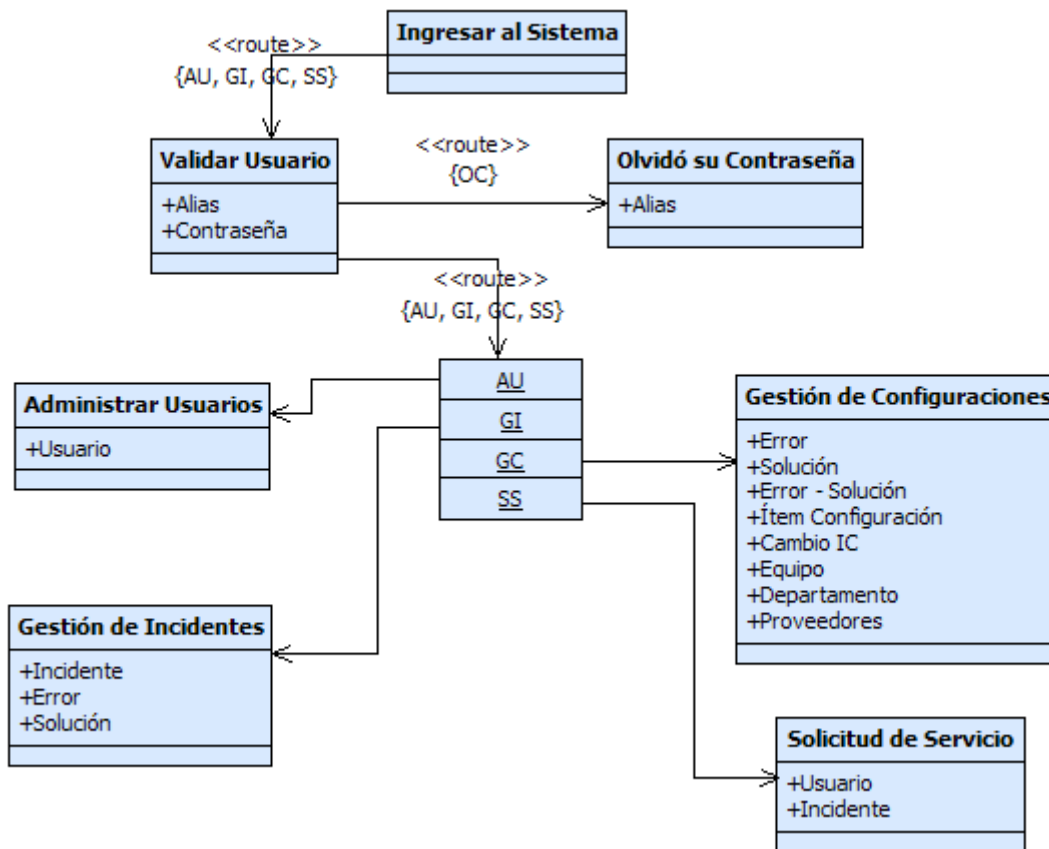 Ingresar al Sistema
<<route>>
{AU, GI, GC, SS}
Validar Usuario
+Alias
+Contraseña
<<route>>
{OC}
Olvidó su Contraseña
+Alias
<<route>>
{AU, GI, GC, SS}
AU
GI
GC
SS
Administrar Usuarios
+Usuario
Gestión de Configuraciones
+Error
+Solución
+Error - Solución
+Ítem Configuración
+Cambio IC
+Equipo
+Departamento
+Proveedores
Gestión de Incidentes
+Incidente
+Error
+Solución
Solicitud de Servicio
+Usuario
+Incidente